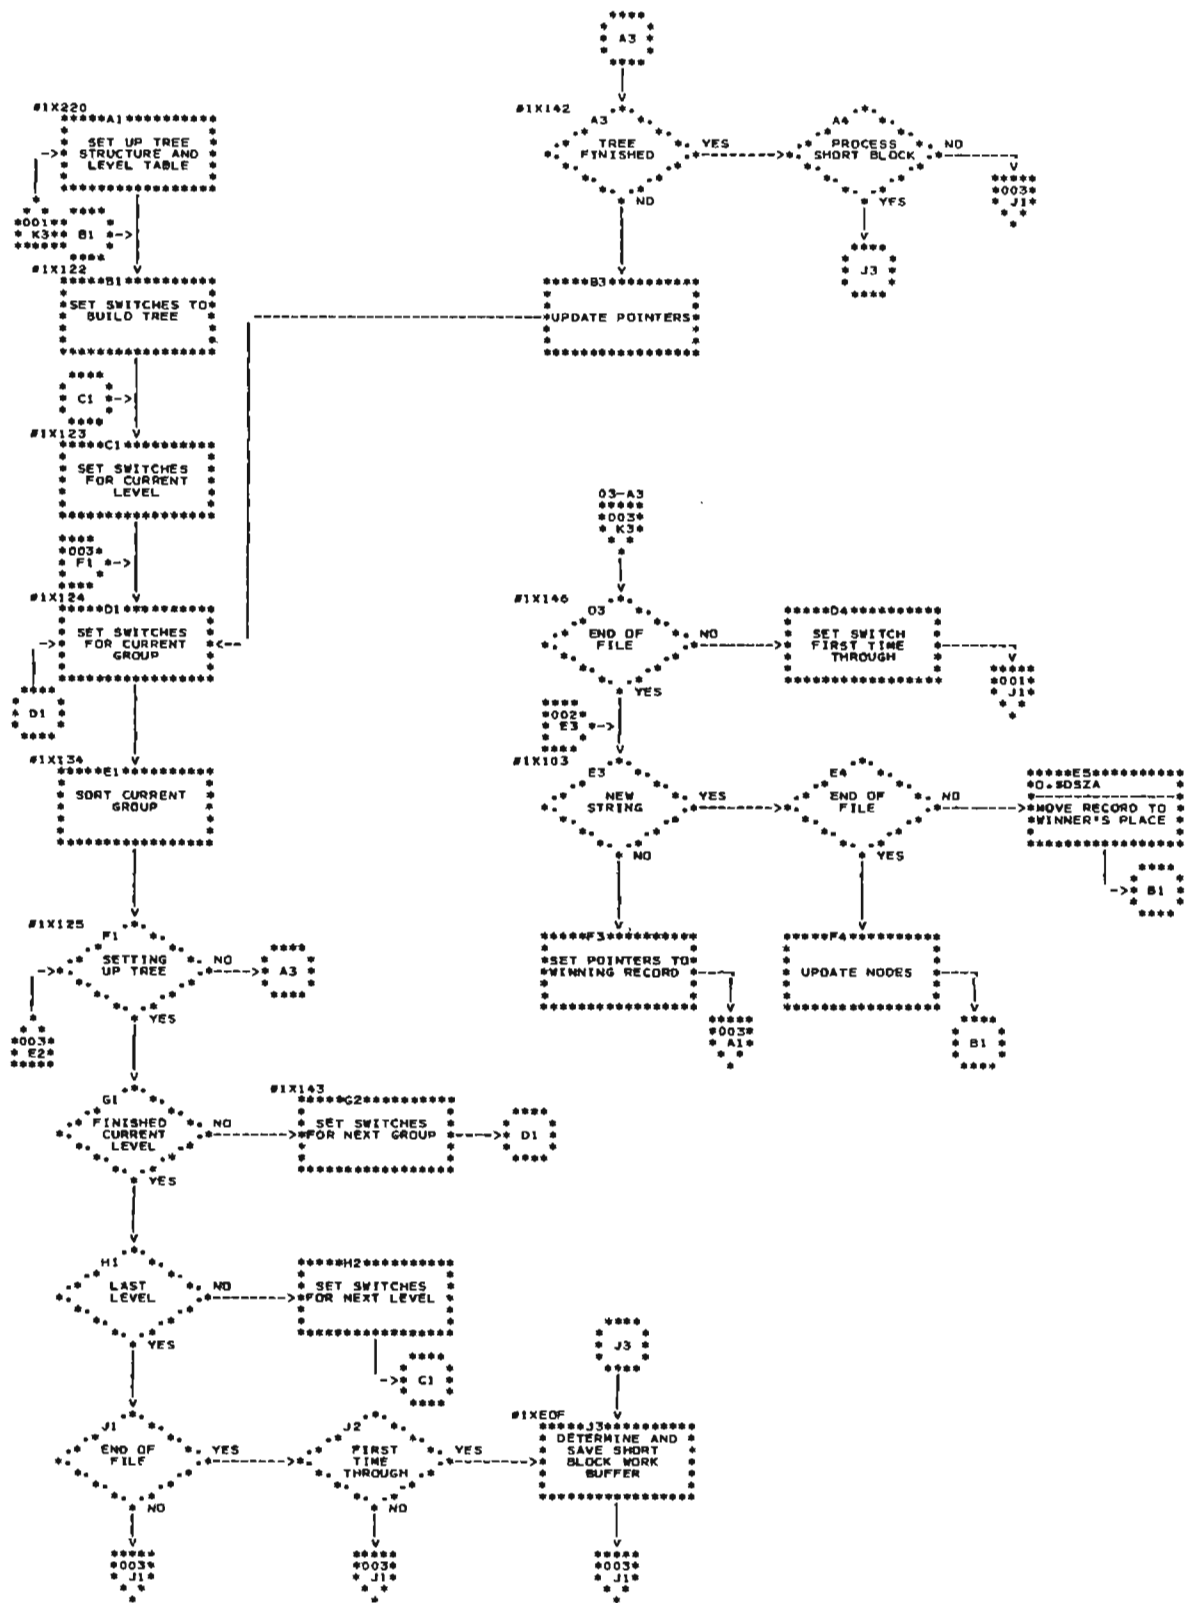 A3
#1X220
A1
SET UP TREE
STRUCTURE AND
LEVEL TABLE
001
K3
B1
#1X122
B1
SET SWITCHES TO
BUILD TREE
C1
#1X123
C1
SET SWITCHES
FOR CURRENT
LEVEL
003
F1
#1X124
D1
SET SWITCHES
FOR CURRENT
GROUP
D1
#1X134
E1
SORT CURRENT
GROUP
#1X125
F1
SETTING
UP TREE
NO
A3
YES
003
E2
G1
FINISHED
CURRENT
LEVEL
NO
#1X143
G2
SET SWITCHES
FOR NEXT GROUP
D1
YES
H1
LAST
LEVEL
NO
H2
SET SWITCHES
FOR NEXT LEVEL
C1
YES
J1
END OF
FILE
YES
NO
003
J1
J2
FIRST
TIME
THROUGH
YES
NO
003
J1
J3
#1XEOF
J3
DETERMINE AND
SAVE SHORT
BLOCK WORK
BUFFER
003
J1
#1X142
A3
TREE
FINISHED
YES
NO
A4
PROCESS
SHORT BLOCK
NO
003
J1
YES
J3
B3
UPDATE POINTERS
03-A3
003
K3
#1X146
D3
END OF
FILE
NO
D4
SET SWITCH
FIRST TIME
THROUGH
001
J1
YES
002
E3
#1X103
E3
NEW
STRING
YES
NO
E4
END OF
FILE
NO
E5
O.SDSZA
MOVE RECORD TO
WINNER'S PLACE
B1
YES
F3
SET POINTERS TO
WINNING RECORD
003
A1
F4
UPDATE NODES
B1